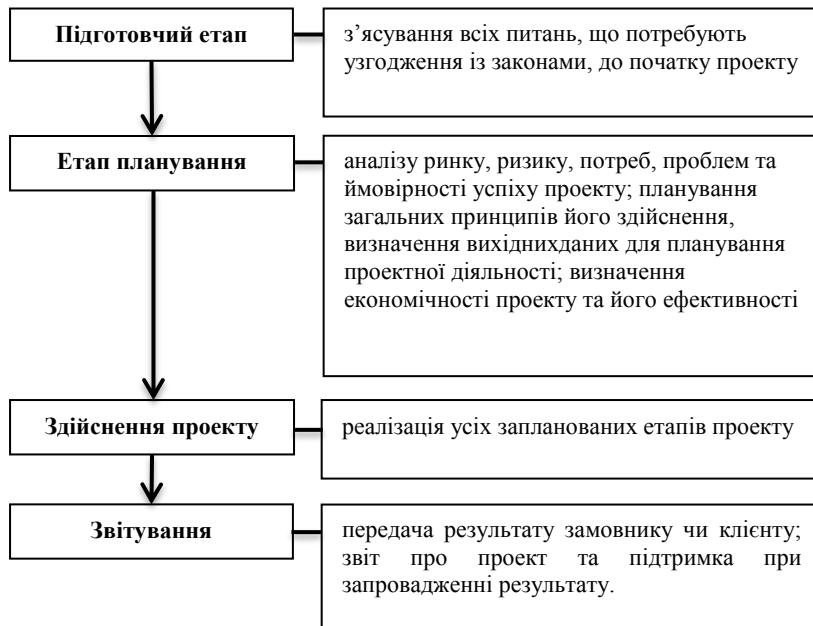 Підготовчий етап
з’ясування всіх питань, що потребують
узгодження із законами, до початку проекту
Етап планування
аналізу ринку, ризику, потреб, проблем та
ймовірності успіху проекту; планування
загальних принципів його здійснення,
визначення вихіднихданих для планування
проектної діяльності; визначення
економічності проекту та його ефективності
Здійснення проекту
реалізація усіх запланованих етапів проекту
Звітування
передача результату замовнику чи клієнту;
звіт про проект та підтримка при
запровадженні результату.